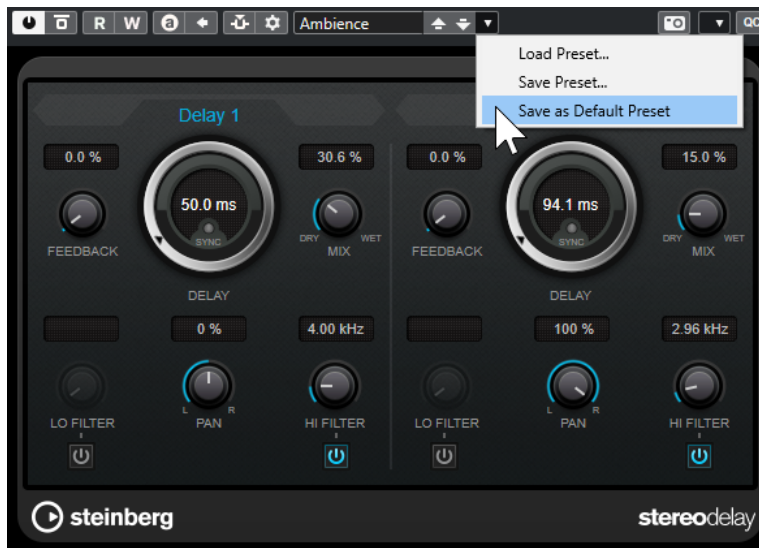 R W a Ambience QC
Load Preset...
Save Preset...
Save as Default Preset
Delay 1
0.0 % 30.6 % 0.0 % 15.0 %
50.0 ms 94.1 ms
SYNC SYNC
DRY WET DRY WET
FEEDBACK MIX FEEDBACK MIX
DELAY DELAY
0 % 4.00 kHz 100 % 2.96 kHz
L R L R
LO FILTER PAN HI FILTER LO FILTER PAN HI FILTER
steinberg stereodelay